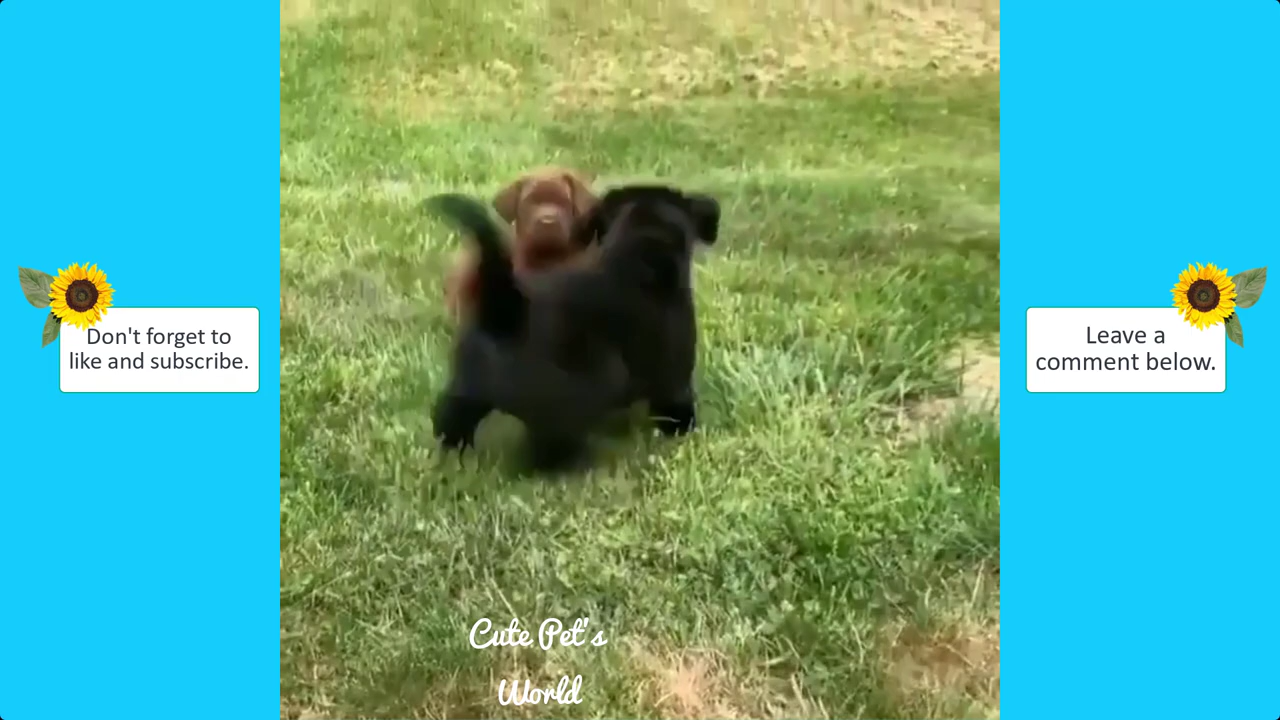 Don't forget to
like and subscribe.
Leave a
comment below.
Cute Pet's
World